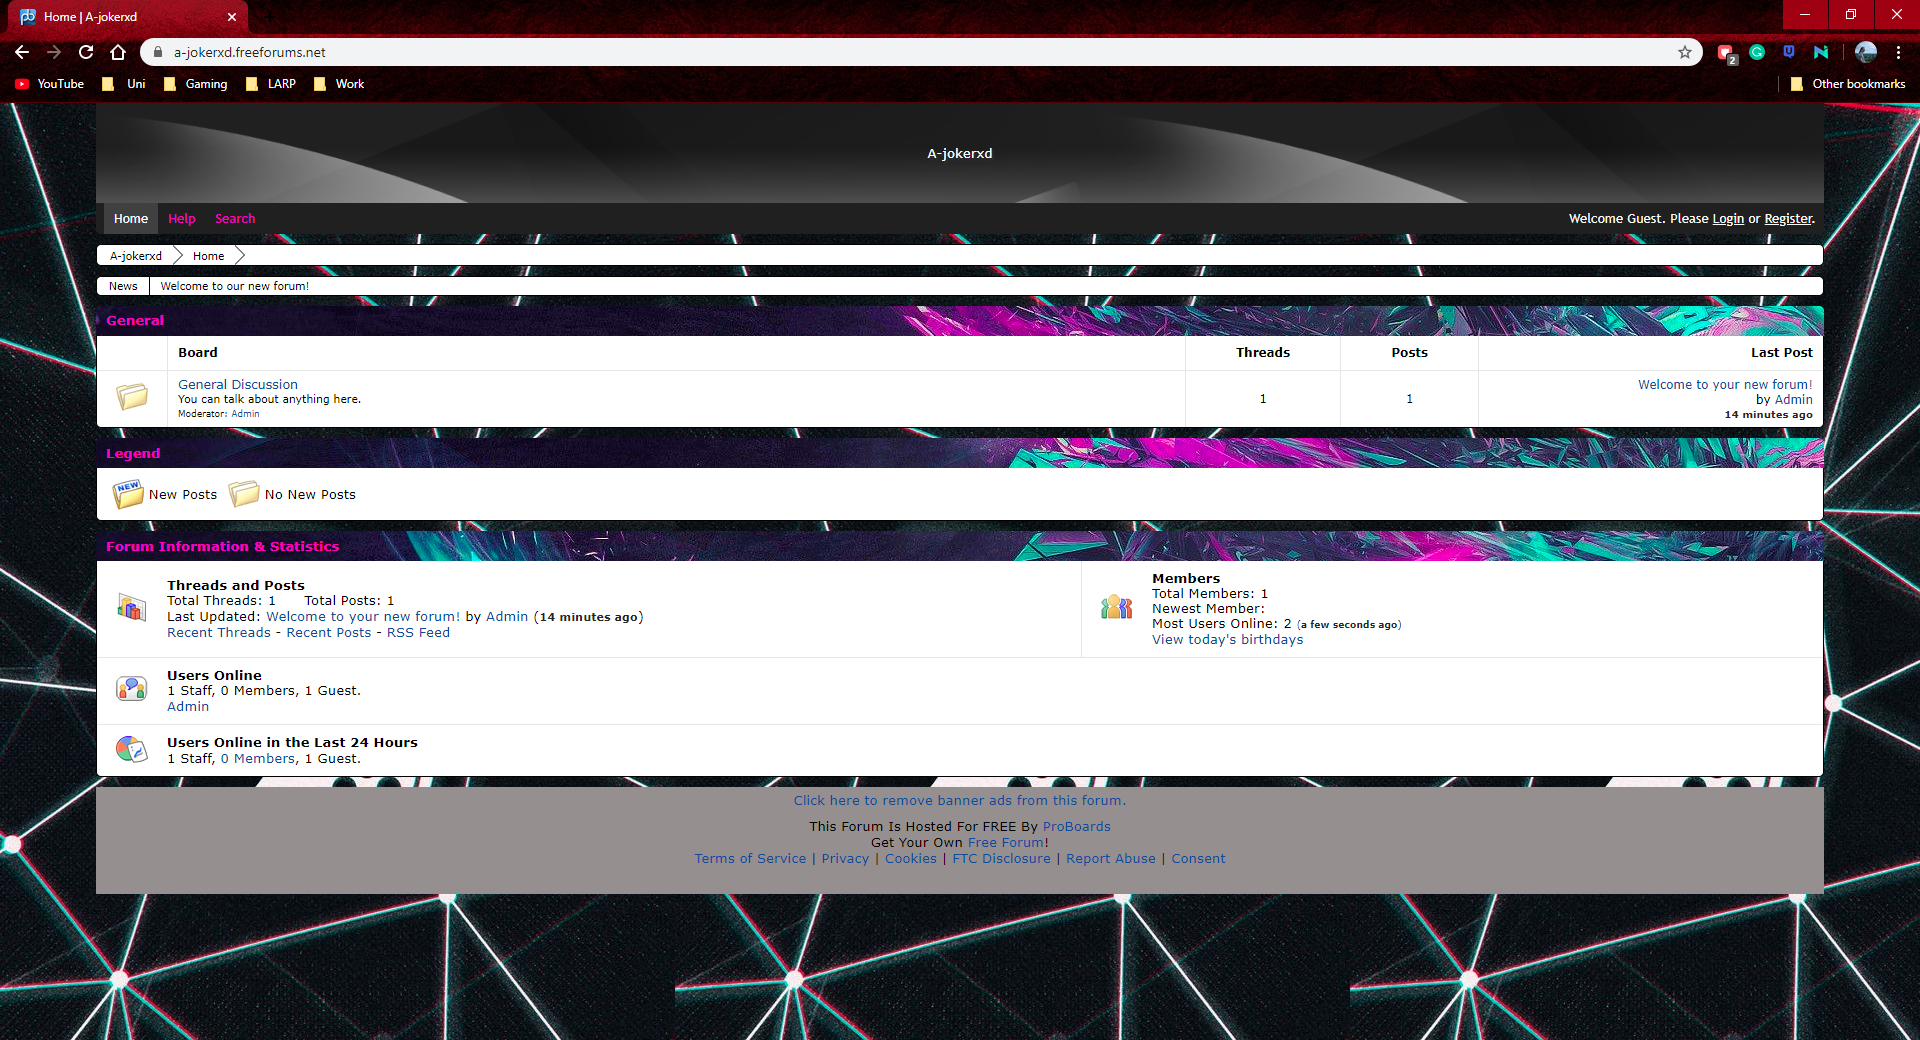 Home | A-jokerxd
a-jokerxd.freeforums.net
2
YouTube Uni Gaming LARP Work Other bookmarks
A-jokerxd
Home Help Search Welcome Guest. Please Login or Register.
A-jokerxd Home
News Welcome to our new forum!
General
Board Threads Posts Last Post
General Discussion
You can talk about anything here.
Moderator: Admin
1
1
Welcome to your new forum!
by Admin
14 minutes ago
Legend
NEW New Posts No New Posts
Forum Information & Statistics
Threads and Posts
Total Threads: 1 Total Posts: 1
Last Updated: Welcome to your new forum! by Admin (14 minutes ago)
Recent Threads - Recent Posts - RSS Feed
Members
Total Members: 1
Newest Member:
Most Users Online: 2 (a few seconds ago)
View today's birthdays
Users Online
1 Staff, 0 Members, 1 Guest.
Admin
Users Online in the Last 24 Hours
1 Staff, 0 Members, 1 Guest.
Click here to remove banner ads from this forum.
This Forum Is Hosted For FREE By ProBoards
Get Your Own Free Forum!
Terms of Service | Privacy | Cookies | FTC Disclosure | Report Abuse | Consent